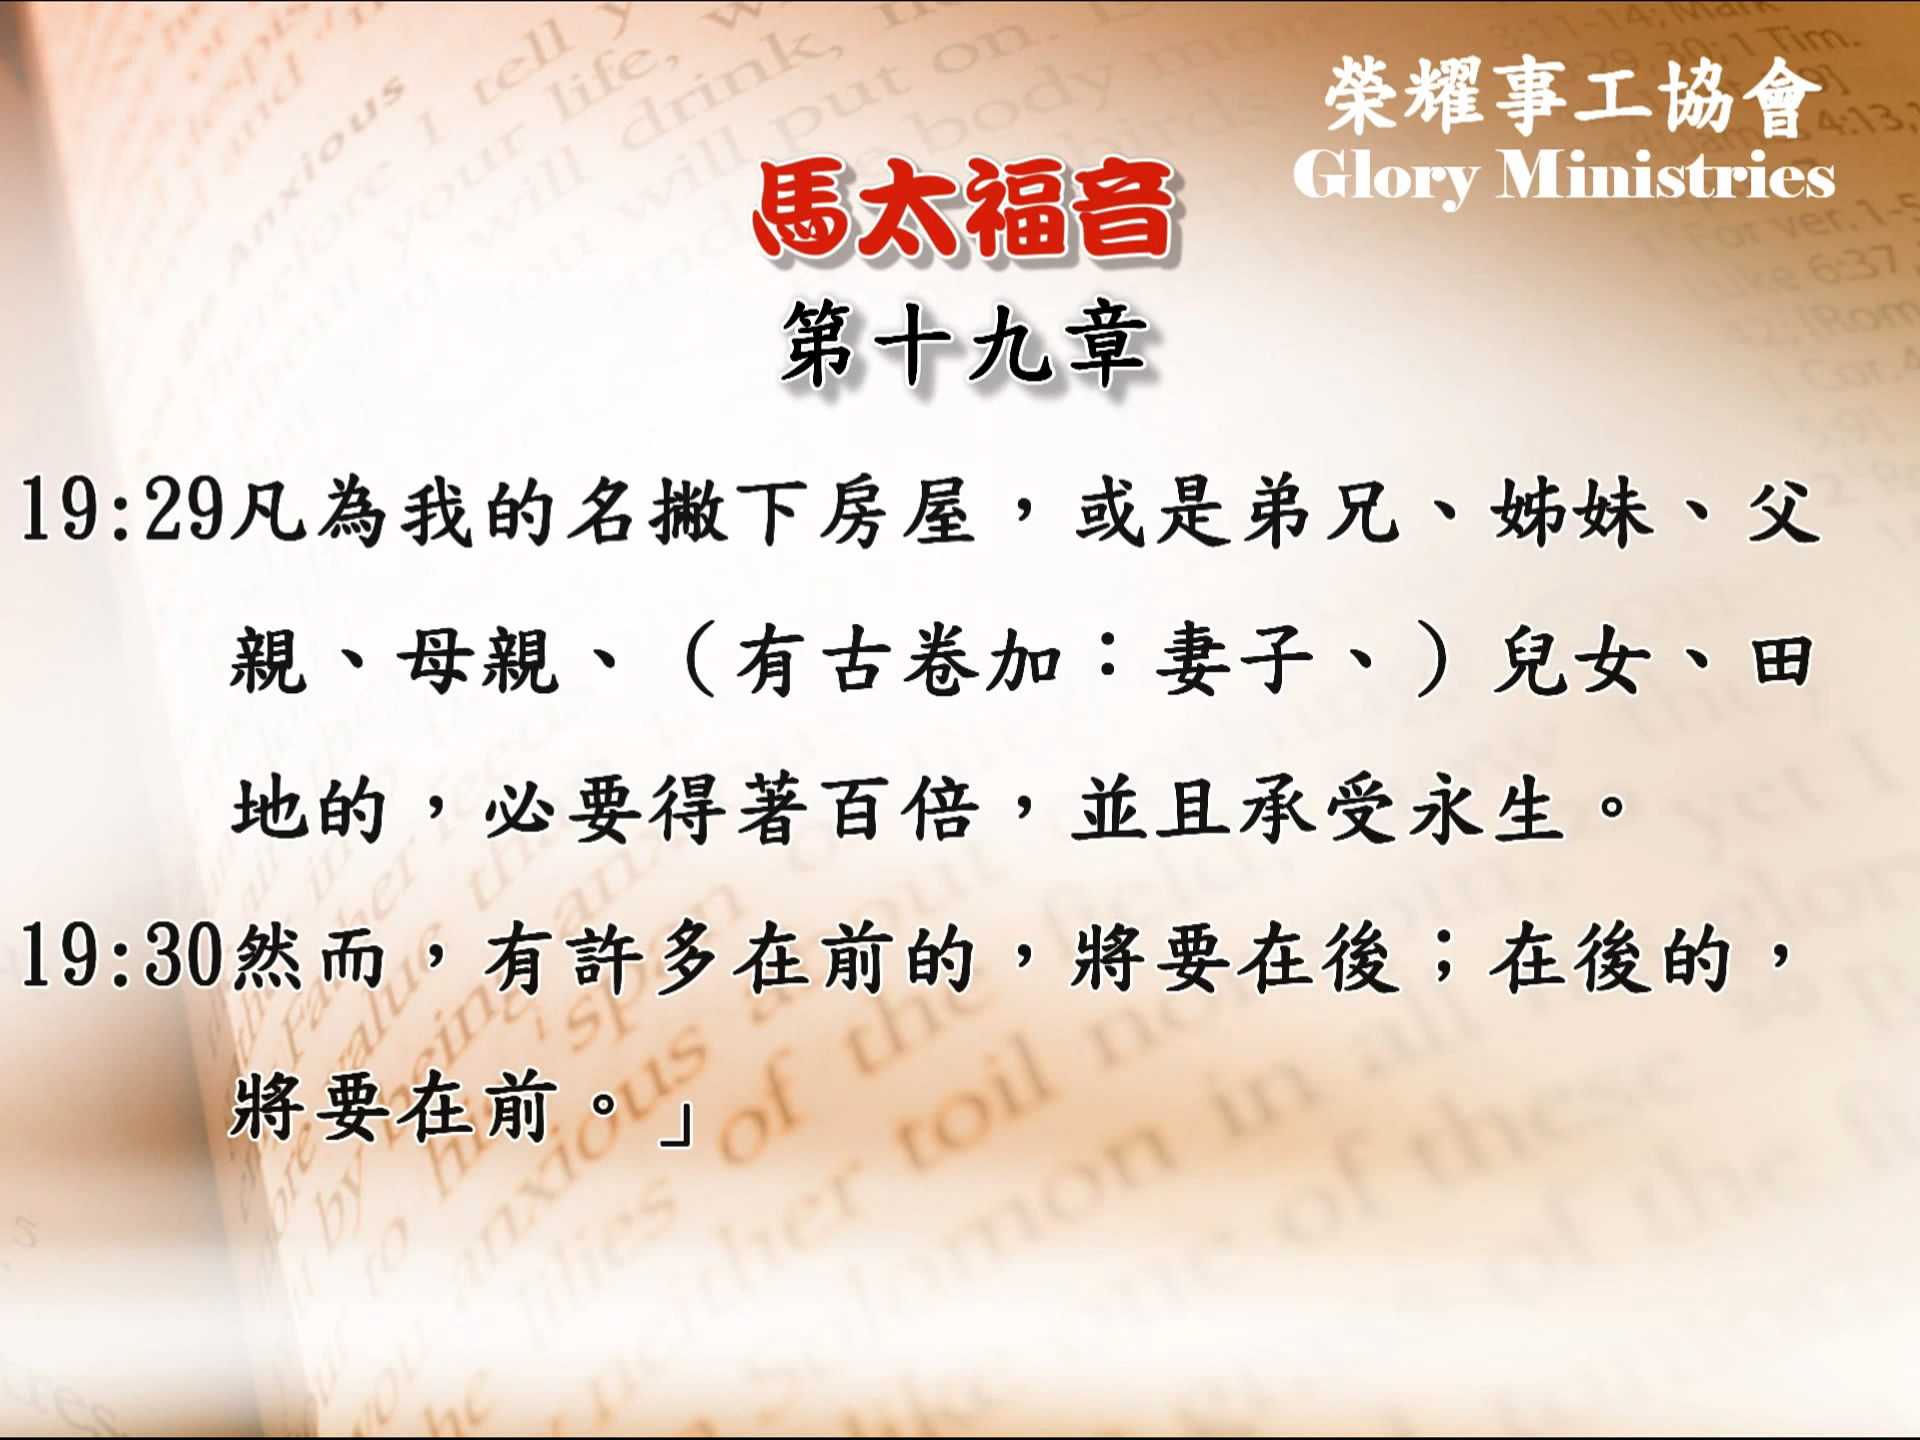 榮耀事工協會
Glory Ministries
馬太福音
第十九章
19:29凡為我的名撇下房屋，或是弟兄、姊妹、父
親、母親、（有古卷加：妻子、）兒女、田
地的，必要得著百倍，並且承受永生。
19:30然而，有許多在前的，將要在後；在後的，
將要在前。」